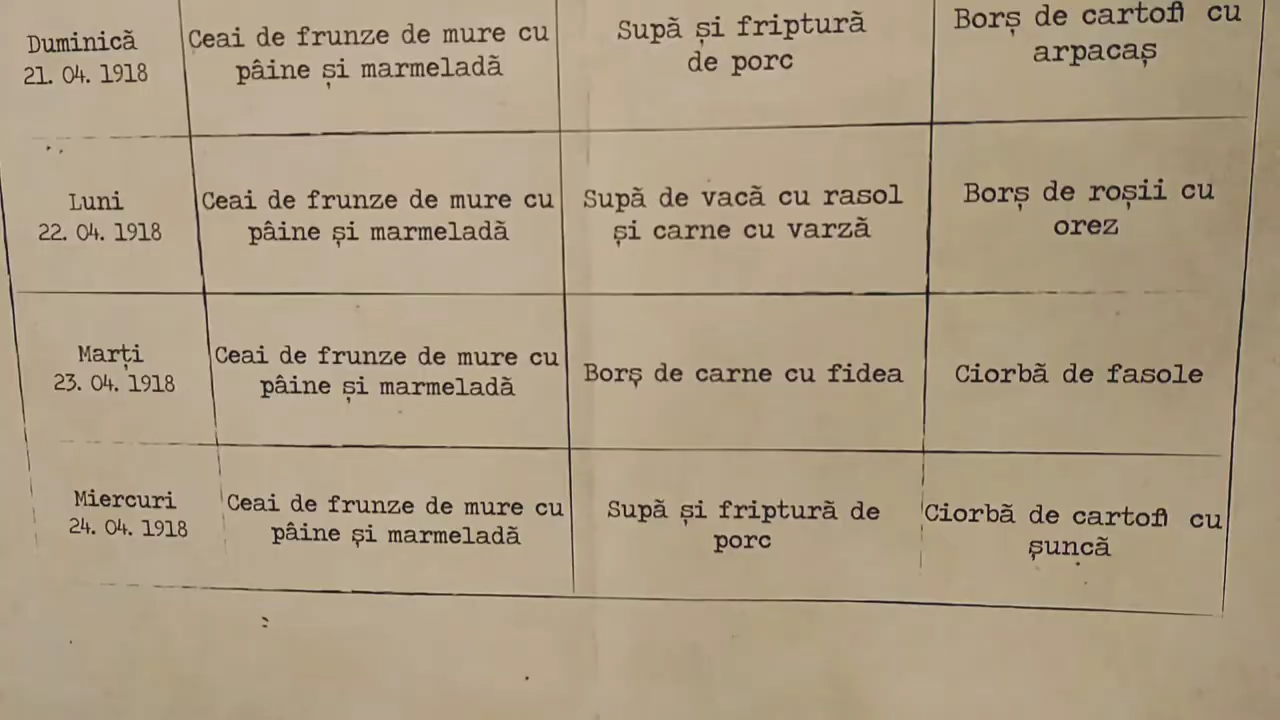 Duminică
21. 04. 1918
Ceai de frunze de mure cu
pâine și marmeladă
Supă și friptură
de porc
Borș de cartofi cu
arpacaș
Luni
22. 04. 1918
Ceai de frunze de mure cu
pâine și marmeladă
Supă de vacă cu rasol
și carne cu varză
Borș de roșii cu
orez
Marți
23. 04. 1918
Ceai de frunze de mure cu
pâine și marmeladă
Borș de carne cu fidea
Ciorbă de fasole
Miercuri
24. 04. 1918
Ceai de frunze de mure cu
pâine și marmeladă
Supă și friptură de
porc
Ciorbă de cartofi cu
șuncă